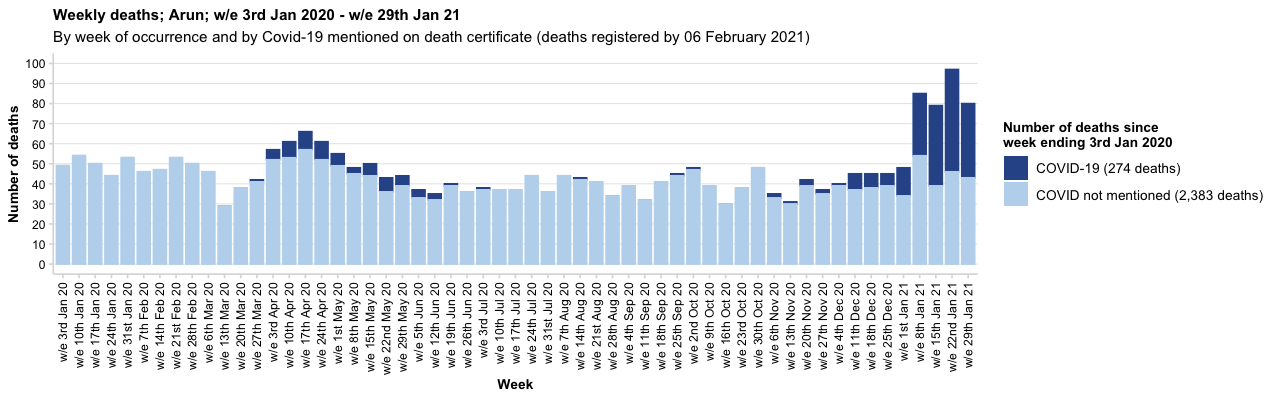 Weekly deaths; Arun; w/e 3rd Jan 2020 - w/e 29th Jan 21
By week of occurrence and by Covid-19 mentioned on death certificate (deaths registered by 06 February 2021)
Number of deaths
100
90
80
70
60
50
40
30
20
10
0
w/e 3rd Jan 20
w/e 10th Jan 20
w/e 17th Jan 20
w/e 24th Jan 20
w/e 31st Jan 20
w/e 7th Feb 20
w/e 14th Feb 20
w/e 21st Feb 20
w/e 28th Feb 20
w/e 6th Mar 20
w/e 13th Mar 20
w/e 20th Mar 20
w/e 27th Mar 20
w/e 3rd Apr 20
w/e 10th Apr 20
w/e 17th Apr 20
w/e 24th Apr 20
w/e 1st May 20
w/e 8th May 20
w/e 15th May 20
w/e 22nd May 20
w/e 29th May 20
w/e 5th Jun 20
w/e 12th Jun 20
w/e 19th Jun 20
w/e 26th Jun 20
w/e 3rd Jul 20
w/e 10th Jul 20
w/e 17th Jul 20
w/e 24th Jul 20
w/e 31st Jul 20
w/e 7th Aug 20
w/e 14th Aug 20
w/e 21st Aug 20
w/e 28th Aug 20
w/e 4th Sep 20
w/e 11th Sep 20
w/e 18th Sep 20
w/e 25th Sep 20
w/e 2nd Oct 20
w/e 9th Oct 20
w/e 16th Oct 20
w/e 23rd Oct 20
w/e 30th Oct 20
w/e 6th Nov 20
w/e 13th Nov 20
w/e 20th Nov 20
w/e 27th Nov 20
w/e 4th Dec 20
w/e 11th Dec 20
w/e 18th Dec 20
w/e 25th Dec 20
w/e 1st Jan 21
w/e 8th Jan 21
w/e 15th Jan 21
w/e 22nd Jan 21
w/e 29th Jan 21
Week
Number of deaths since
week ending 3rd Jan 2020
COVID-19 (274 deaths)
COVID not mentioned (2,383 deaths)